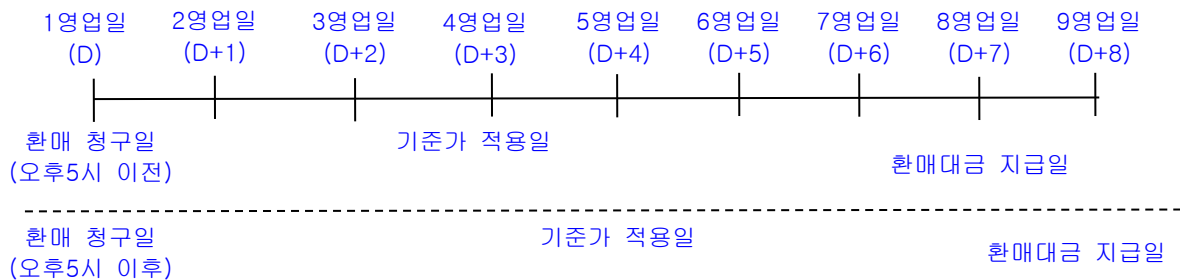 1영업일 2영업일 3영업일 4영업일 5영업일 6영업일 7영업일 8영업일 9영업일
(D) (D+1) (D+2) (D+3) (D+4) (D+5) (D+6) (D+7) (D+8)
환매 청구일 기준가 적용일
(오후5시 이전) 환매대금 지급일
환매 청구일 기준가 적용일
(오후5시 이후) 환매대금 지급일